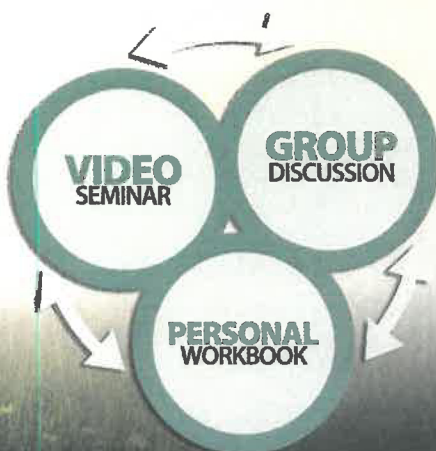 VIDEO
SEMINAR
GROUP
DISCUSSION
PERSONAL
WORKBOOK